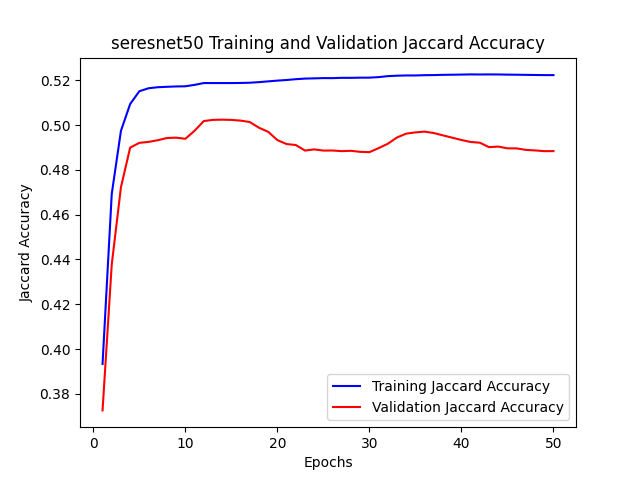 seresnet50 Training and Validation Jaccard Accuracy
Jaccard Accuracy
0.52
0.50
0.48
0.46
0.44
0.42
0.40
0.38
Training Jaccard Accuracy
Validation Jaccard Accuracy
0 10 20 30 40 50
Epochs